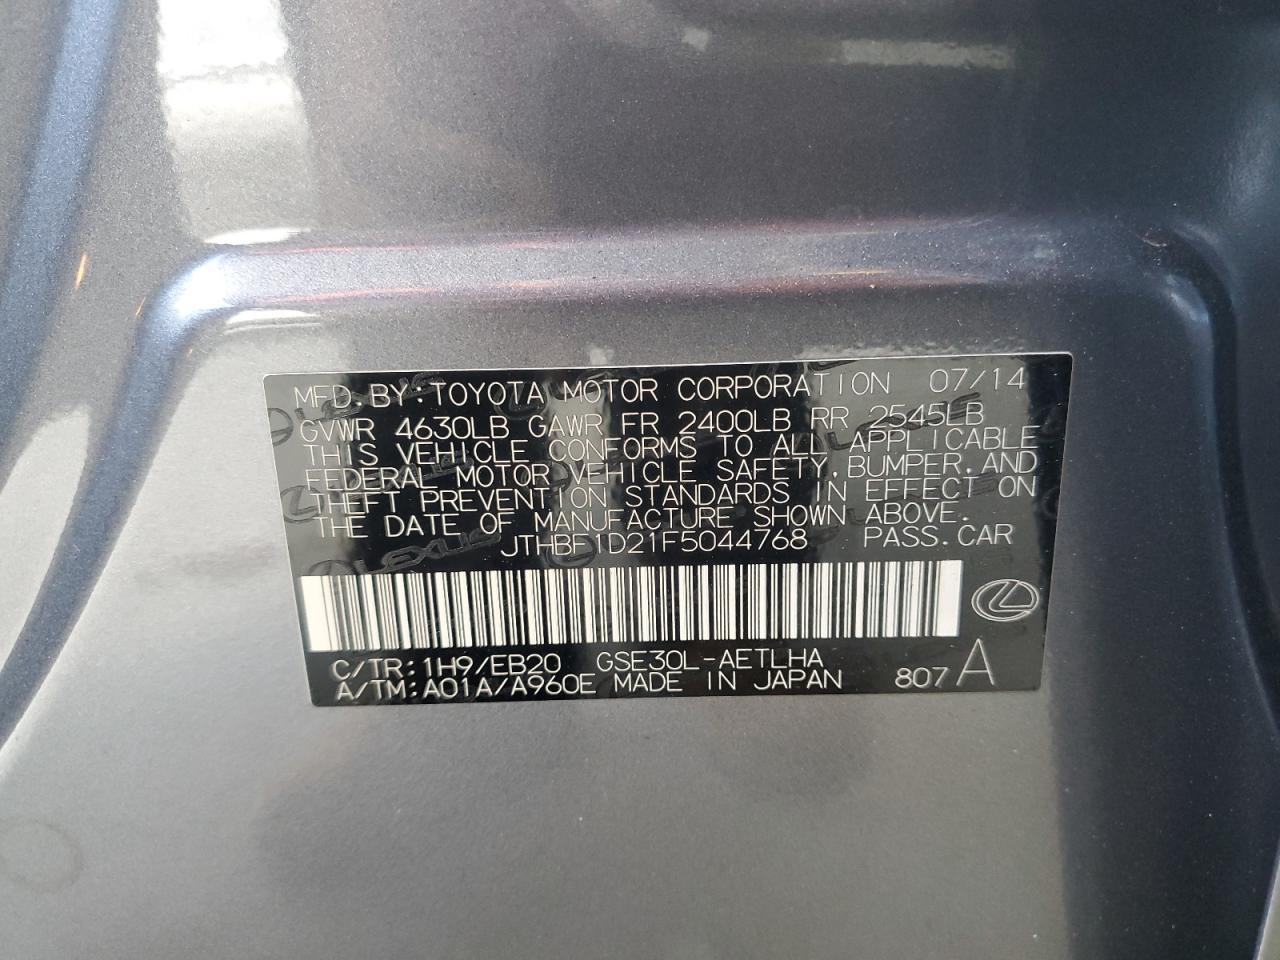 MFD.BY:TOYOTA MOTOR CORPORATION 07/14
GVWR 4630LB GAWR FR 2400LB RR 2545LB
THIS VEHICLE CONFORMS TO ALL APPLICABLE
FEDERAL MOTOR VEHICLE SAFETY, BUMPER, AND
THEFT PREVENTION STANDARDS IN EFFECT ON
THE DATE OF MANUFACTURE SHOWN ABOVE.
JTHBF1D21F5044768 PASS.CAR
C/TR:1H9/EB20 GSE30L-AETLHA
A/TM:A01A/A960E MADE IN JAPAN 807 A